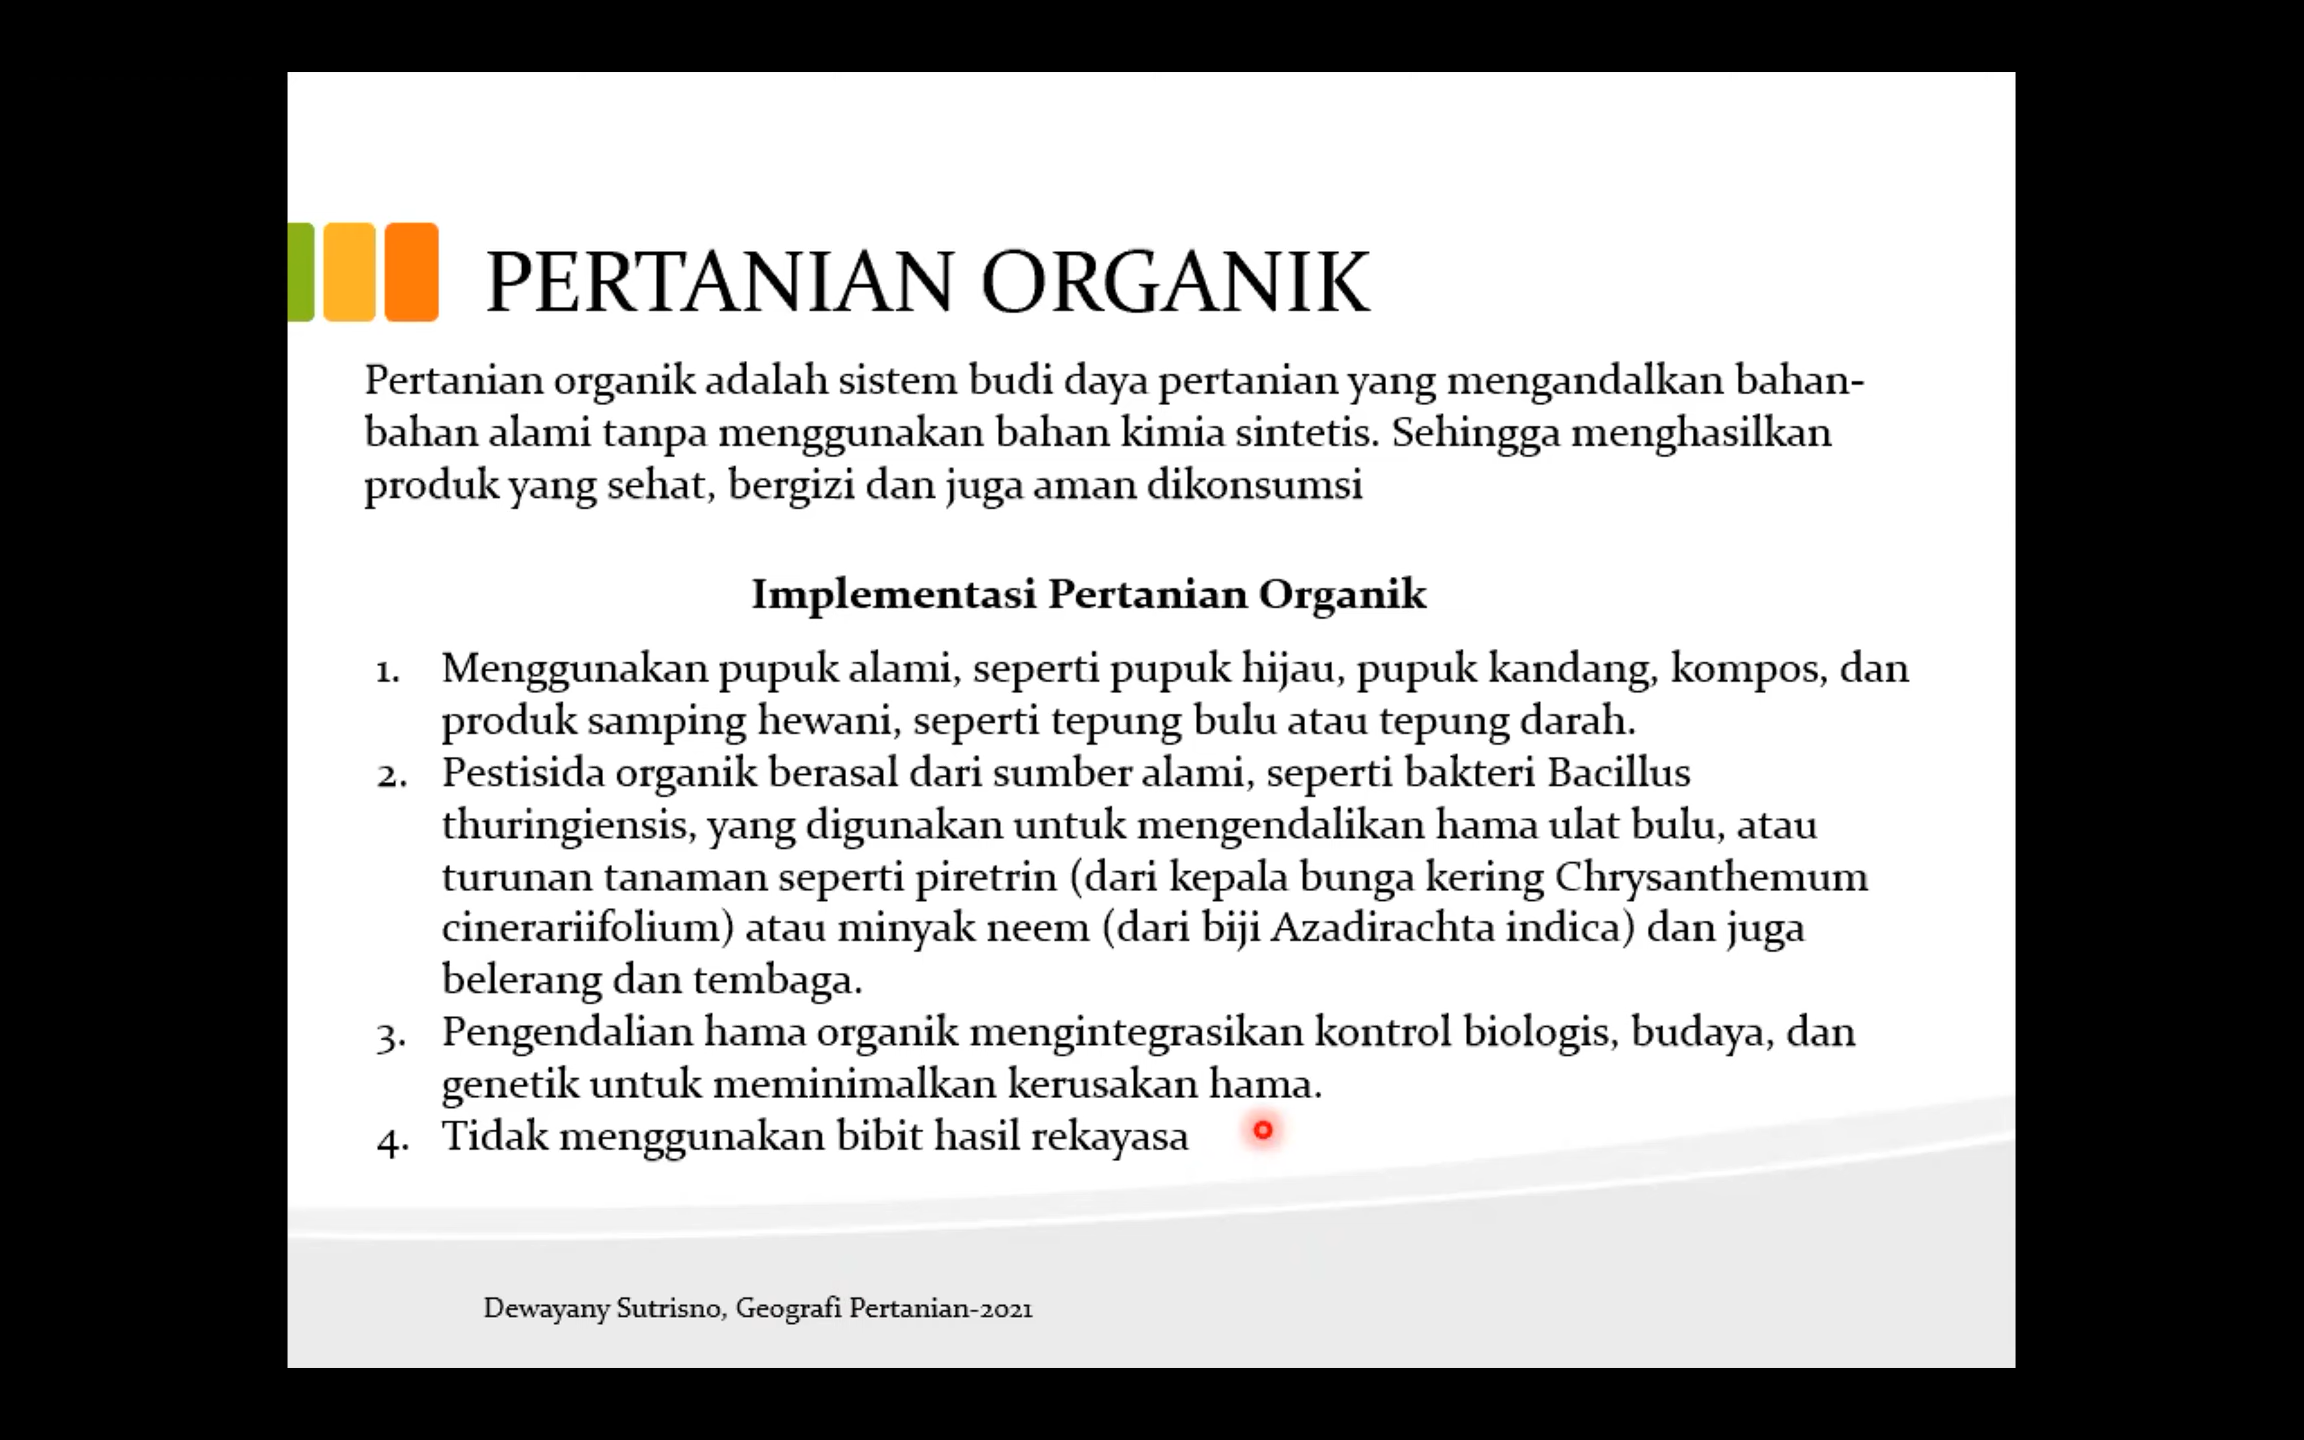 PERTANIAN ORGANIK
Pertanian organik adalah sistem budi daya pertanian yang mengandalkan bahan-
bahan alami tanpa menggunakan bahan kimia sintetis. Sehingga menghasilkan
produk yang sehat, bergizi dan juga aman dikonsumsi
Implementasi Pertanian Organik
1. Menggunakan pupuk alami, seperti pupuk hijau, pupuk kandang, kompos, dan
produk samping hewani, seperti tepung bulu atau tepung darah.
2. Pestisida organik berasal dari sumber alami, seperti bakteri Bacillus
thuringiensis, yang digunakan untuk mengendalikan hama ulat bulu, atau
turunan tanaman seperti piretrin (dari kepala bunga kering Chrysanthemum
cinerariifolium) atau minyak neem (dari biji Azadirachta indica) dan juga
belerang dan tembaga.
3. Pengendalian hama organik mengintegrasikan kontrol biologis, budaya, dan
genetik untuk meminimalkan kerusakan hama.
4. Tidak menggunakan bibit hasil rekayasa
Dewayany Sutrisno, Geografi Pertanian-2021